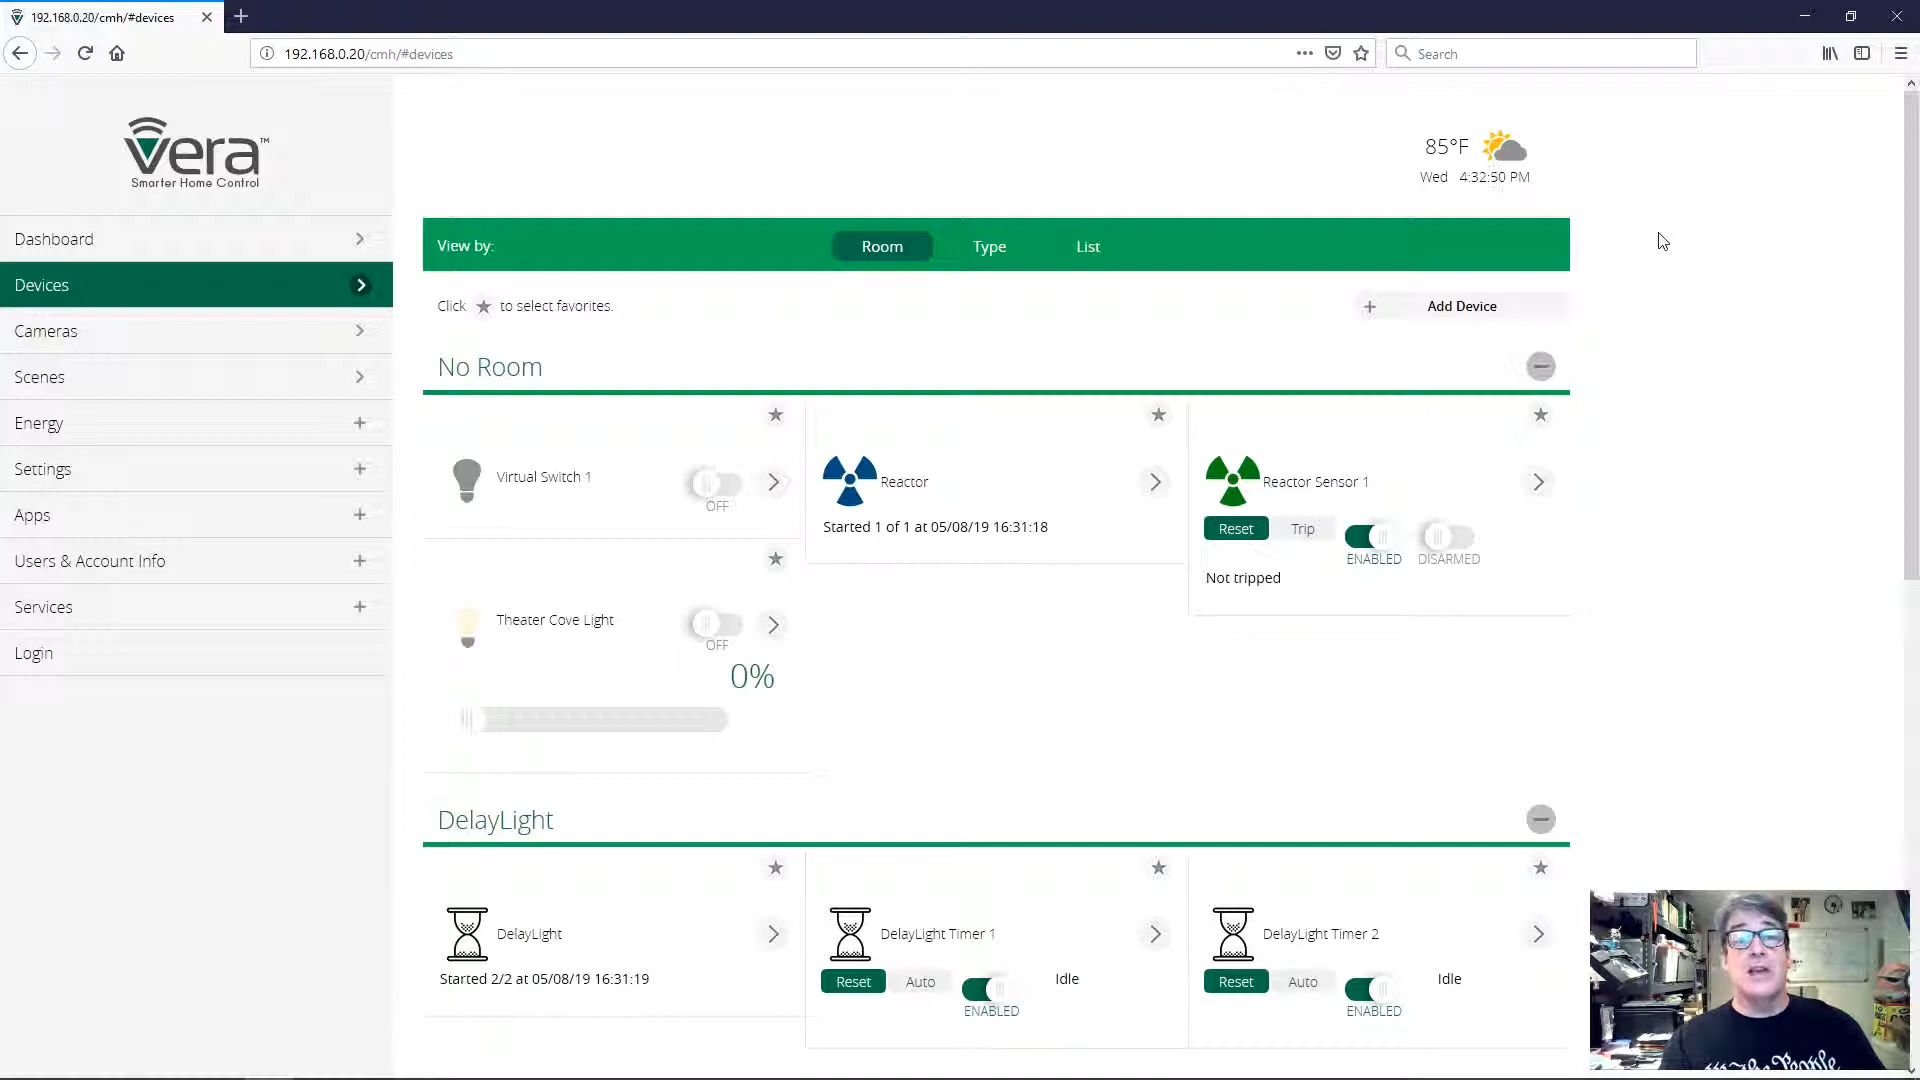 192.168.0.20/cmh/#devices
192.168.0.20/cmh/#devices
Search
vera™
Smarter Home Control
85°F
Wed 4:32:50 PM
Dashboard
Devices
Cameras
Scenes
Energy
Settings
Apps
Users & Account Info
Services
Login
View by:
Room
Type
List
Click ★ to select favorites.
+ Add Device
No Room
Virtual Switch 1
OFF
Reactor
Started 1 of 1 at 05/08/19 16:31:18
Reactor Sensor 1
Reset
Trip
ENABLED
DISARMED
Not tripped
Theater Cove Light
OFF
0%
DelayLight
DelayLight
Started 2/2 at 05/08/19 16:31:19
DelayLight Timer 1
Reset
Auto
ENABLED
Idle
DelayLight Timer 2
Reset
Auto
ENABLED
Idle
We the People